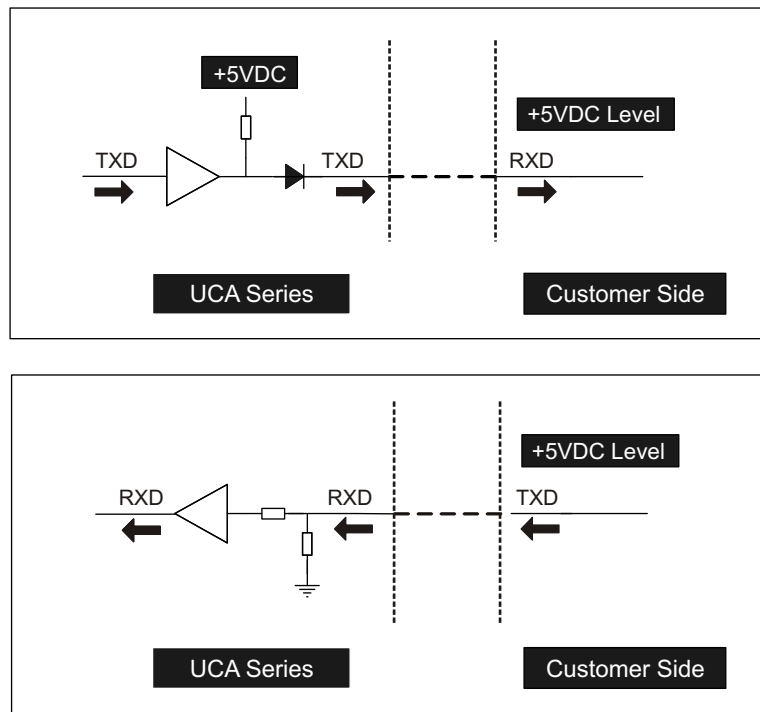 +5VDC
+5VDC Level
TXD TXD RXD
UCA Series Customer Side
+5VDC Level
RXD RXD TXD
UCA Series Customer Side